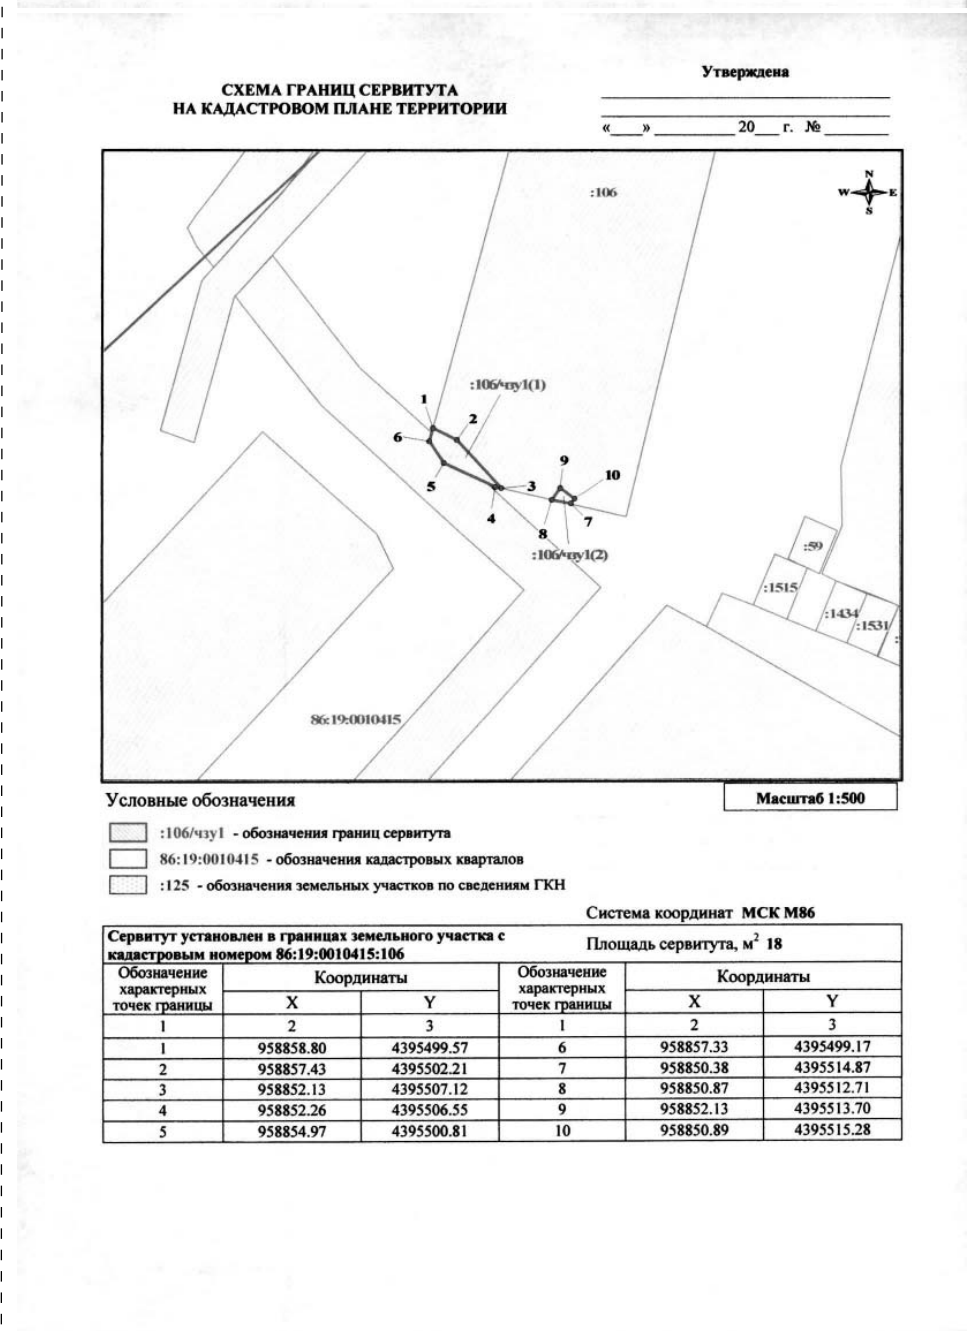 Утверждена
СХЕМА ГРАНИЦ СЕРВИТУТА
НА КАДАСТРОВОМ ПЛАНЕ ТЕРРИТОРИИ
«___» __________ 20___ г. № ________
N
W E
S
:106
:106/чзу1(1)
1
2
6
5
3
4
9
10
8
7
:106/чзу1(2)
:59
:1515
:1434
:1531
:
86:19:0010415
Условные обозначения
Масштаб 1:500
:106/чзу1 - обозначения границ сервитута
86:19:0010415 - обозначения кадастровых кварталов
:125 - обозначения земельных участков по сведениям ГКН
Система координат МСК М86
Сервитут установлен в границах земельного участка с
кадастровым номером 86:19:0010415:106
Площадь сервитута, м² 18
Обозначение характерных точек границы Координаты Обозначение характерных точек границы Координаты
X Y X Y
1 2 3 1 2 3
1 958858.80 4395499.57 6 958857.33 4395499.17
2 958857.43 4395502.21 7 958850.38 4395514.87
3 958852.13 4395507.12 8 958850.87 4395512.71
4 958852.26 4395506.55 9 958852.13 4395513.70
5 958854.97 4395500.81 10 958850.89 4395515.28